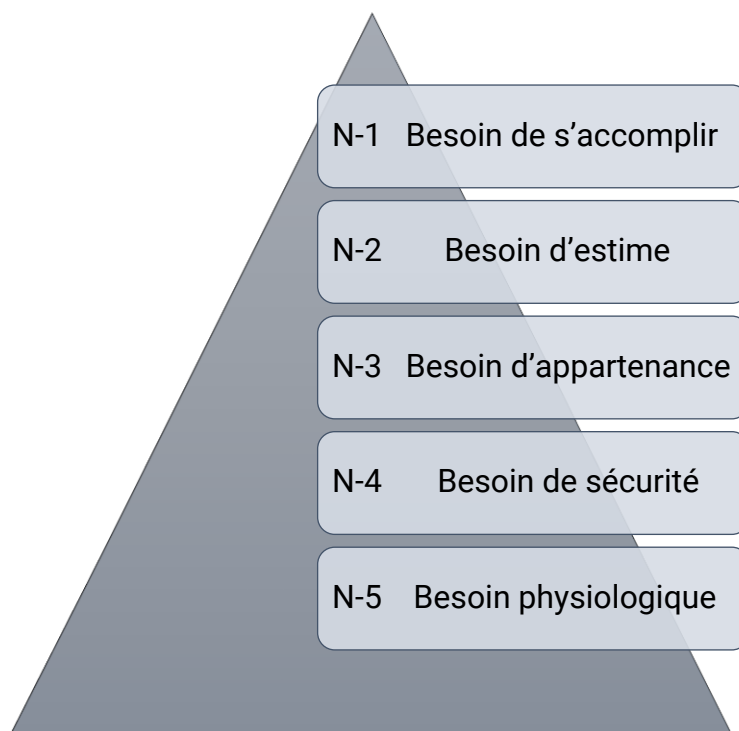 N-1 Besoin de s’accomplir
N-2 Besoin d’estime
N-3 Besoin d’appartenance
N-4 Besoin de sécurité
N-5 Besoin physiologique